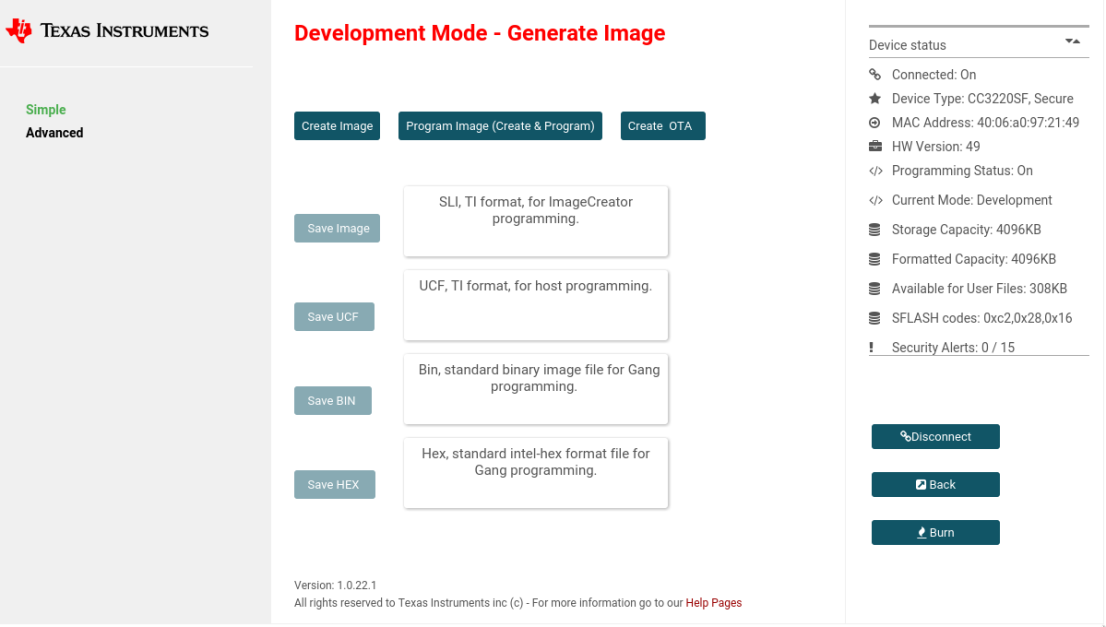 TEXAS INSTRUMENTS
Simple
Advanced
Development Mode - Generate Image
Create Image
Program Image (Create & Program)
Create OTA
Save Image
SLI, TI format, for ImageCreator
programming.
Save UCF
UCF, TI format, for host programming.
Save BIN
Bin, standard binary image file for Gang
programming.
Save HEX
Hex, standard intel-hex format file for
Gang programming.
Version: 1.0.22.1
All rights reserved to Texas Instruments inc (c) - For more information go to our Help Pages
Device status
Connected: On
Device Type: CC3220SF, Secure
MAC Address: 40:06:a0:97:21:49
HW Version: 49
Programming Status: On
Current Mode: Development
Storage Capacity: 4096KB
Formatted Capacity: 4096KB
Available for User Files: 308KB
SFLASH codes: 0xc2,0x28,0x16
Security Alerts: 0 / 15
Disconnect
Back
Burn